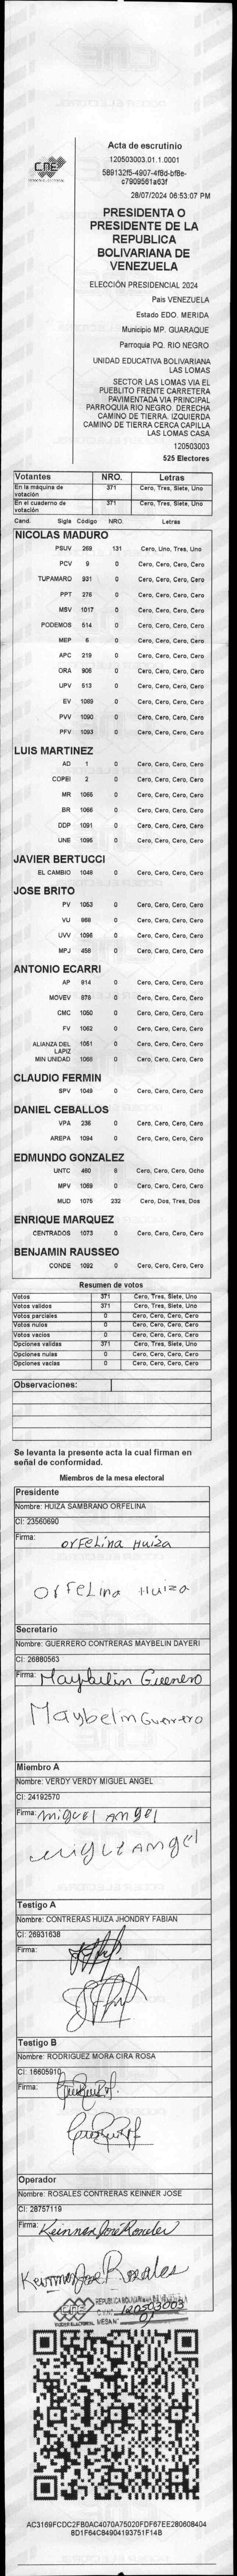 CNE
Acta de escrutinio
120503003.01.1.0001
589132f5-4907-4f8d-bf8e-
c7909561a63f
28/07/2024 06:53:07 PM
PRESIDENTA O
PRESIDENTE DE LA
REPUBLICA
BOLIVARIANA DE
VENEZUELA
ELECCIÓN PRESIDENCIAL 2024
Pais VENEZUELA
Estado EDO. MERIDA
Municipio MP. GUARAQUE
Parroquia PQ. RIO NEGRO
UNIDAD EDUCATIVA BOLIVARIANA
LAS LOMAS
SECTOR LAS LOMAS VIA EL
PUEBLITO FRENTE CARRETERA
PAVIMENTADA VIA PRINCIPAL
PARROQUIA RIO NEGRO. DERECHA
CAMINO DE TIERRA. IZQUIERDA
CAMINO DE TIERRA CERCA CAPILLA
LAS LOMAS CASA
120503003
525 Electores
Votantes NRO. Letras
En la máquina de votación 371 Cero, Tres, Siete, Uno
En el cuaderno de votación 371 Cero, Tres, Siete, Uno
Cand. Sigla Código NRO. Letras
NICOLAS MADURO
PSUV 269 131 Cero, Uno, Tres, Uno
PCV 9 0 Cero, Cero, Cero, Cero
TUPAMARO 931 0 Cero, Cero, Cero, Cero
PPT 276 0 Cero, Cero, Cero, Cero
MSV 1017 0 Cero, Cero, Cero, Cero
PODEMOS 514 0 Cero, Cero, Cero, Cero
MEP 6 0 Cero, Cero, Cero, Cero
APC 219 0 Cero, Cero, Cero, Cero
ORA 906 0 Cero, Cero, Cero, Cero
UPV 513 0 Cero, Cero, Cero, Cero
EV 1089 0 Cero, Cero, Cero, Cero
PVV 1090 0 Cero, Cero, Cero, Cero
PFV 1093 0 Cero, Cero, Cero, Cero
LUIS MARTINEZ
AD 1 0 Cero, Cero, Cero, Cero
COPEI 2 0 Cero, Cero, Cero, Cero
MR 1065 0 Cero, Cero, Cero, Cero
BR 1066 0 Cero, Cero, Cero, Cero
DDP 1091 0 Cero, Cero, Cero, Cero
UNE 1095 0 Cero, Cero, Cero, Cero
JAVIER BERTUCCI
EL CAMBIO 1048 0 Cero, Cero, Cero, Cero
JOSE BRITO
PV 1053 0 Cero, Cero, Cero, Cero
VU 868 0 Cero, Cero, Cero, Cero
UVV 1096 0 Cero, Cero, Cero, Cero
MPJ 456 0 Cero, Cero, Cero, Cero
ANTONIO ECARRI
AP 814 0 Cero, Cero, Cero, Cero
MOVEV 879 0 Cero, Cero, Cero, Cero
CMC 1050 0 Cero, Cero, Cero, Cero
FV 1062 0 Cero, Cero, Cero, Cero
ALIANZA DEL LAPIZ 1051 0 Cero, Cero, Cero, Cero
MIN UNIDAD 1068 0 Cero, Cero, Cero, Cero
CLAUDIO FERMIN
SPV 1049 0 Cero, Cero, Cero, Cero
DANIEL CEBALLOS
VPA 236 0 Cero, Cero, Cero, Cero
AREPA 1094 0 Cero, Cero, Cero, Cero
EDMUNDO GONZALEZ
UNTC 460 8 Cero, Cero, Cero, Ocho
MPV 1069 0 Cero, Cero, Cero, Cero
MUD 1075 232 Cero, Dos, Tres, Dos
ENRIQUE MARQUEZ
CENTRADOS 1073 0 Cero, Cero, Cero, Cero
BENJAMIN RAUSSEO
CONDE 1092 0 Cero, Cero, Cero, Cero
Resumen de votos
Votos 371 Cero, Tres, Siete, Uno
Votos validos 371 Cero, Tres, Siete, Uno
Votos parciales 0 Cero, Cero, Cero, Cero
Votos nulos 0 Cero, Cero, Cero, Cero
Votos vacios 0 Cero, Cero, Cero, Cero
Opciones validas 371 Cero, Tres, Siete, Uno
Opciones nulas 0 Cero, Cero, Cero, Cero
Opciones vacias 0 Cero, Cero, Cero, Cero
Observaciones:
Se levanta la presente acta la cual firman en
señal de conformidad.
Miembros de la mesa electoral
Presidente
Nombre: HUIZA SAMBRANO ORFELINA
CI: 23560690
Firma: orfelina Huiza
Orfelina Huiza
Secretario
Nombre: GUERRERO CONTRERAS MAYBELIN DAYERI
CI: 26880563
Firma: Maybelin Guerrero
Maybelin Guerrero
Miembro A
Nombre: VERDY VERDY MIGUEL ANGEL
CI: 24192570
Firma: miguel angel
miguel angel
Testigo A
Nombre: CONTRERAS HUIZA JHONDRY FABIAN
CI: 26931638
Firma:
Testigo B
Nombre: RODRIGUEZ MORA CIRA ROSA
CI: 16605910
Firma:
Operador
Nombre: ROSALES CONTRERAS KEINNER JOSE
CI: 28757119
Firma: Keinner José Rosales
Keinner Jose Rosales
CNE
PODER ELECTORAL
REPUBLICA BOLIVARIANA DE VENEZUELA
120503003
MESA Nº 01
AC3169FCDC2FB0AC4070A75020FDF67EE280608404
8D1F64C84904193751F14B